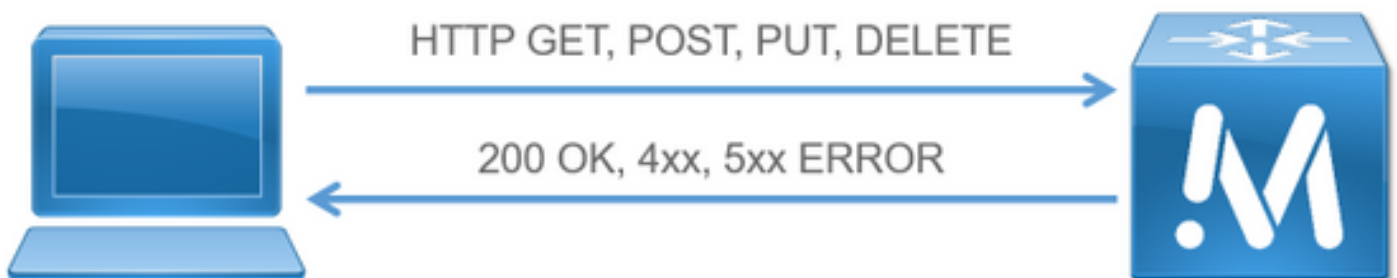 HTTP GET, POST, PUT, DELETE
200 OK, 4xx, 5xx ERROR